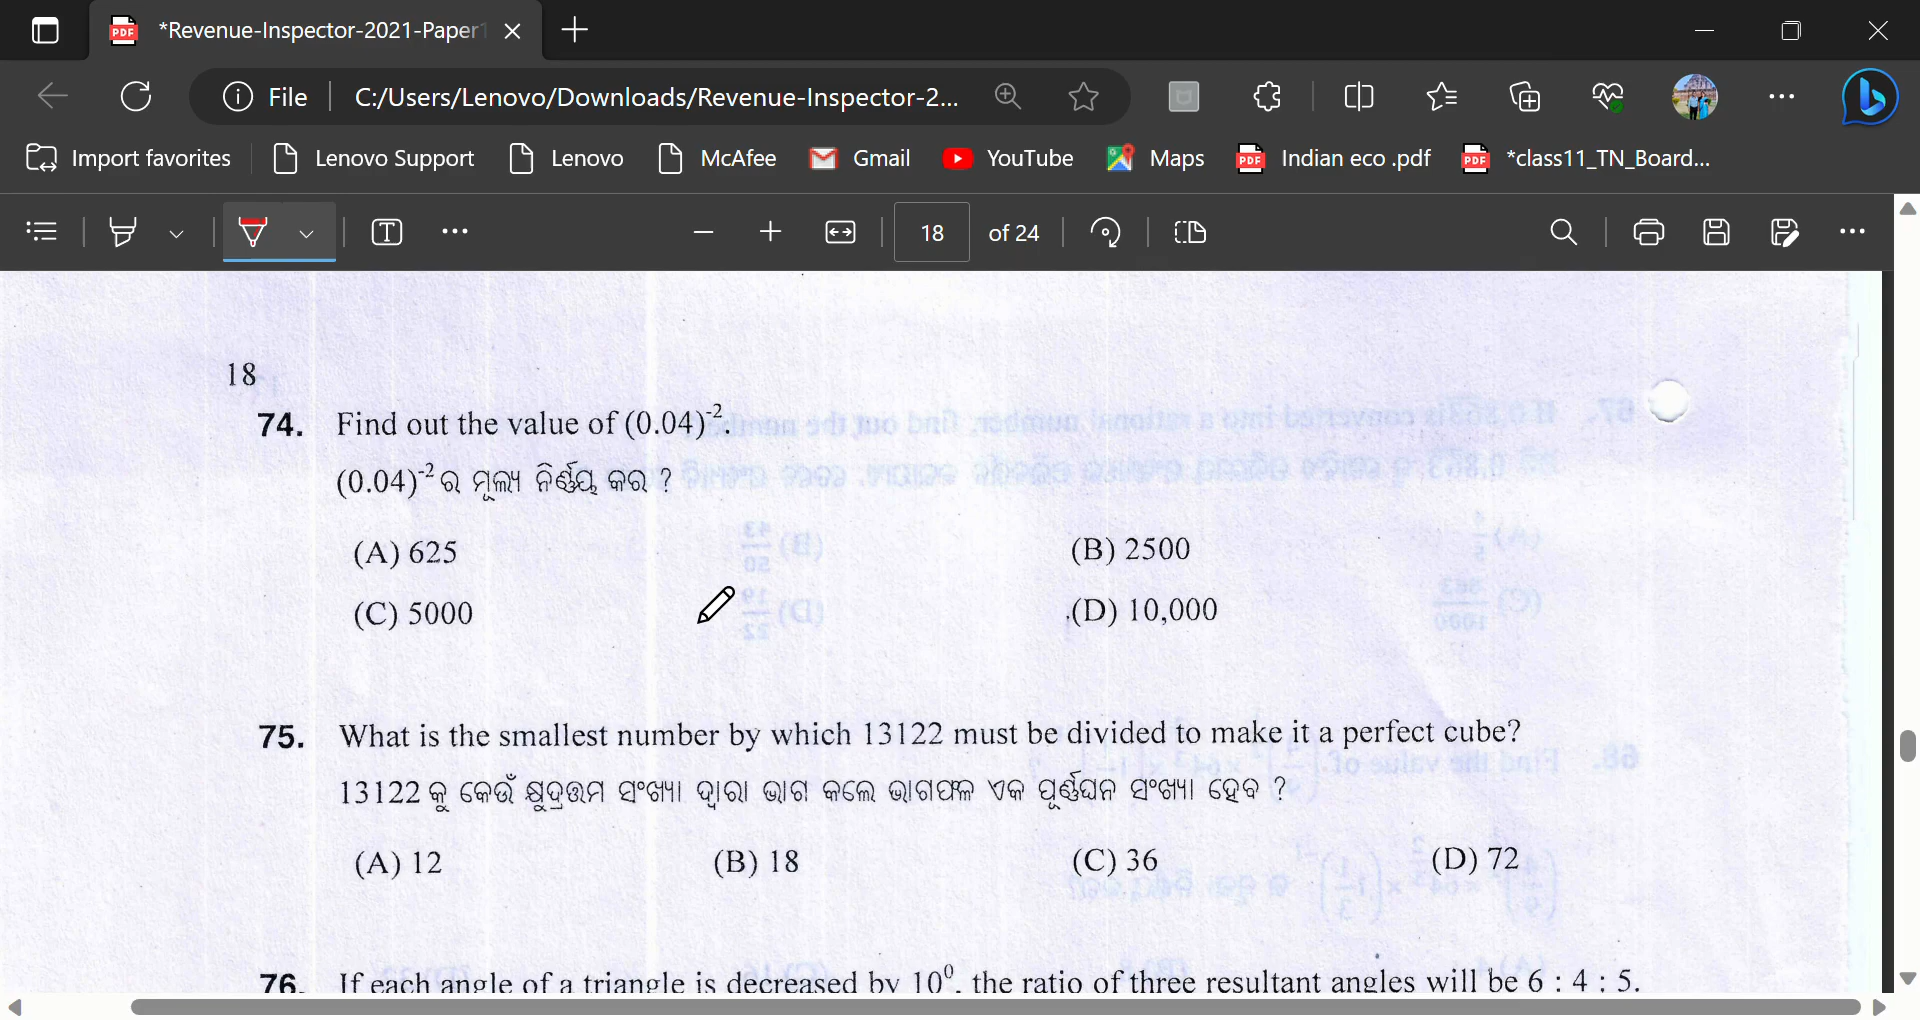 *Revenue-Inspector-2021-Paper1
File
C:/Users/Lenovo/Downloads/Revenue-Inspector-2...
Import favorites
Lenovo Support
Lenovo
McAfee
Gmail
YouTube
Maps
Indian eco .pdf
*class11_TN_Board...
18 of 24
18
74. Find out the value of (0.04)⁻².
(0.04)⁻² ର ମୂଲ୍ୟ ନିର୍ଣ୍ଣୟ କର ?
(A) 625 (B) 2500
(C) 5000 (D) 10,000
75. What is the smallest number by which 13122 must be divided to make it a perfect cube?
13122 କୁ କେଉଁ କ୍ଷୁଦ୍ରତ୍ତମ ସଂଖ୍ୟା ଦ୍ୱାରା ଭାଗ କଲେ ଭାଗଫଳ ଏକ ପୂର୍ଣ୍ଣଘନ ସଂଖ୍ୟା ହେବ ?
(A) 12 (B) 18 (C) 36 (D) 72
76. If each angle of a triangle is decreased by 10⁰, the ratio of three resultant angles will be 6 : 4 : 5.